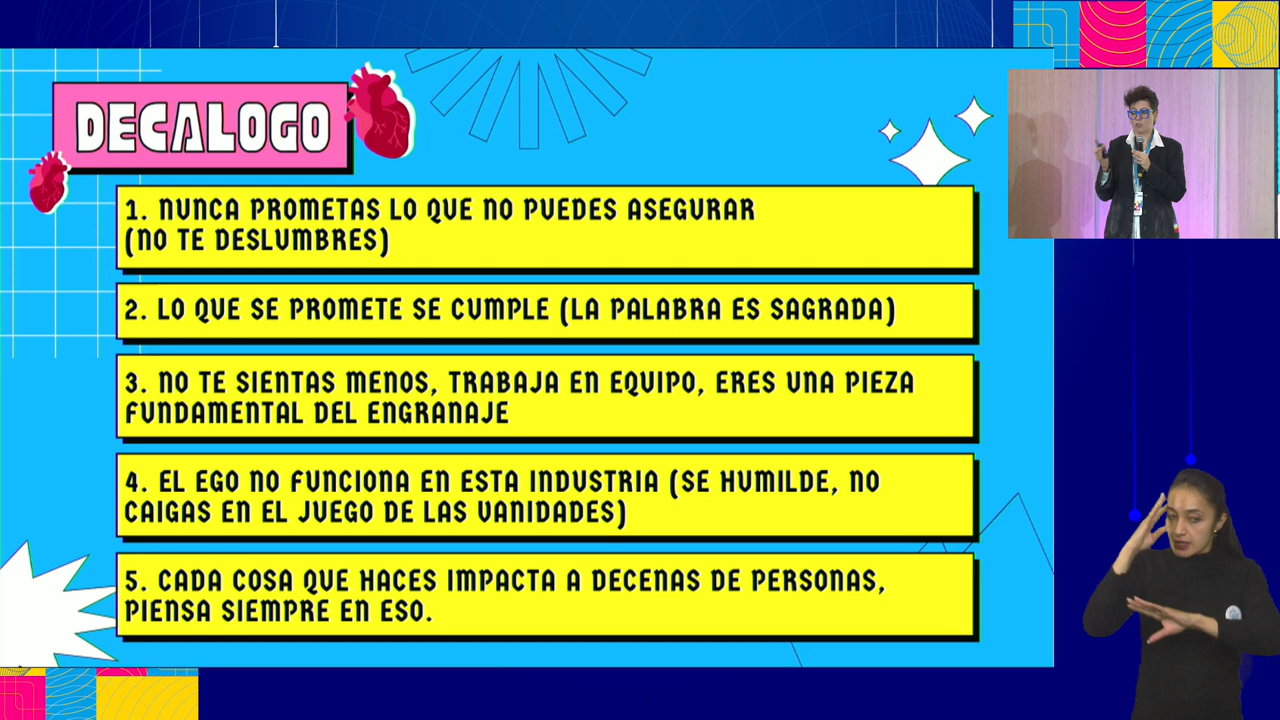 DECALOGO
1. NUNCA PROMETAS LO QUE NO PUEDES ASEGURAR
(NO TE DESLUMBRES)
2. LO QUE SE PROMETE SE CUMPLE (LA PALABRA ES SAGRADA)
3. NO TE SIENTAS MENOS, TRABAJA EN EQUIPO, ERES UNA PIEZA
FUNDAMENTAL DEL ENGRANAJE
4. EL EGO NO FUNCIONA EN ESTA INDUSTRIA (SE HUMILDE, NO
CAIGAS EN EL JUEGO DE LAS VANIDADES)
5. CADA COSA QUE HACES IMPACTA A DECENAS DE PERSONAS,
PIENSA SIEMPRE EN ESO.